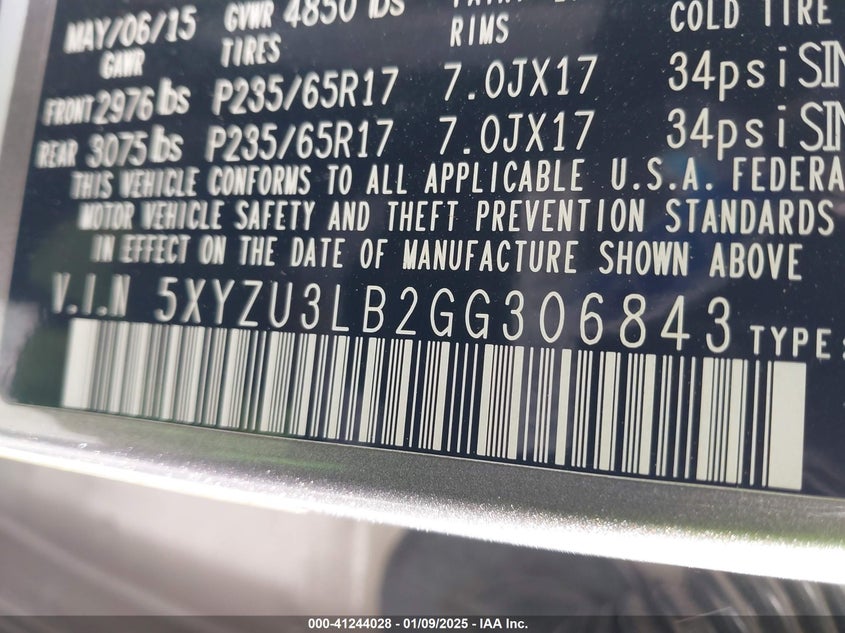 MAY/06/15 GVWR 4850 lbs
GAWR TIRES RIMS COLD TIRE
FRONT 2976 lbs P235/65R17 7.0JX17 34psi SIN
REAR 3075 lbs P235/65R17 7.0JX17 34psi SIN
THIS VEHICLE CONFORMS TO ALL APPLICABLE U.S.A. FEDERA
MOTOR VEHICLE SAFETY AND THEFT PREVENTION STANDARDS
IN EFFECT ON THE DATE OF MANUFACTURE SHOWN ABOVE
V.I.N 5XYZU3LB2GG306843 TYPE:
000-41244028 - 01/09/2025 - IAA Inc.